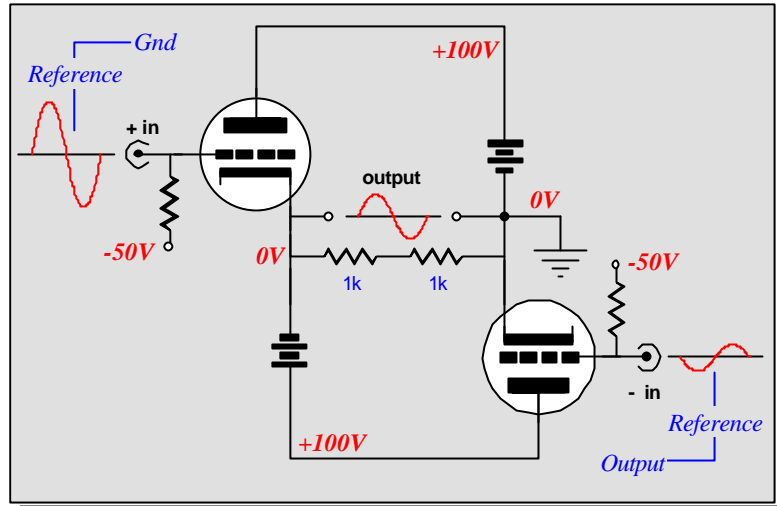 Gnd
+100V
Reference
+ in
output
-50V
0V
0V
1k
1k
-50V
- in
+100V
Reference
Output